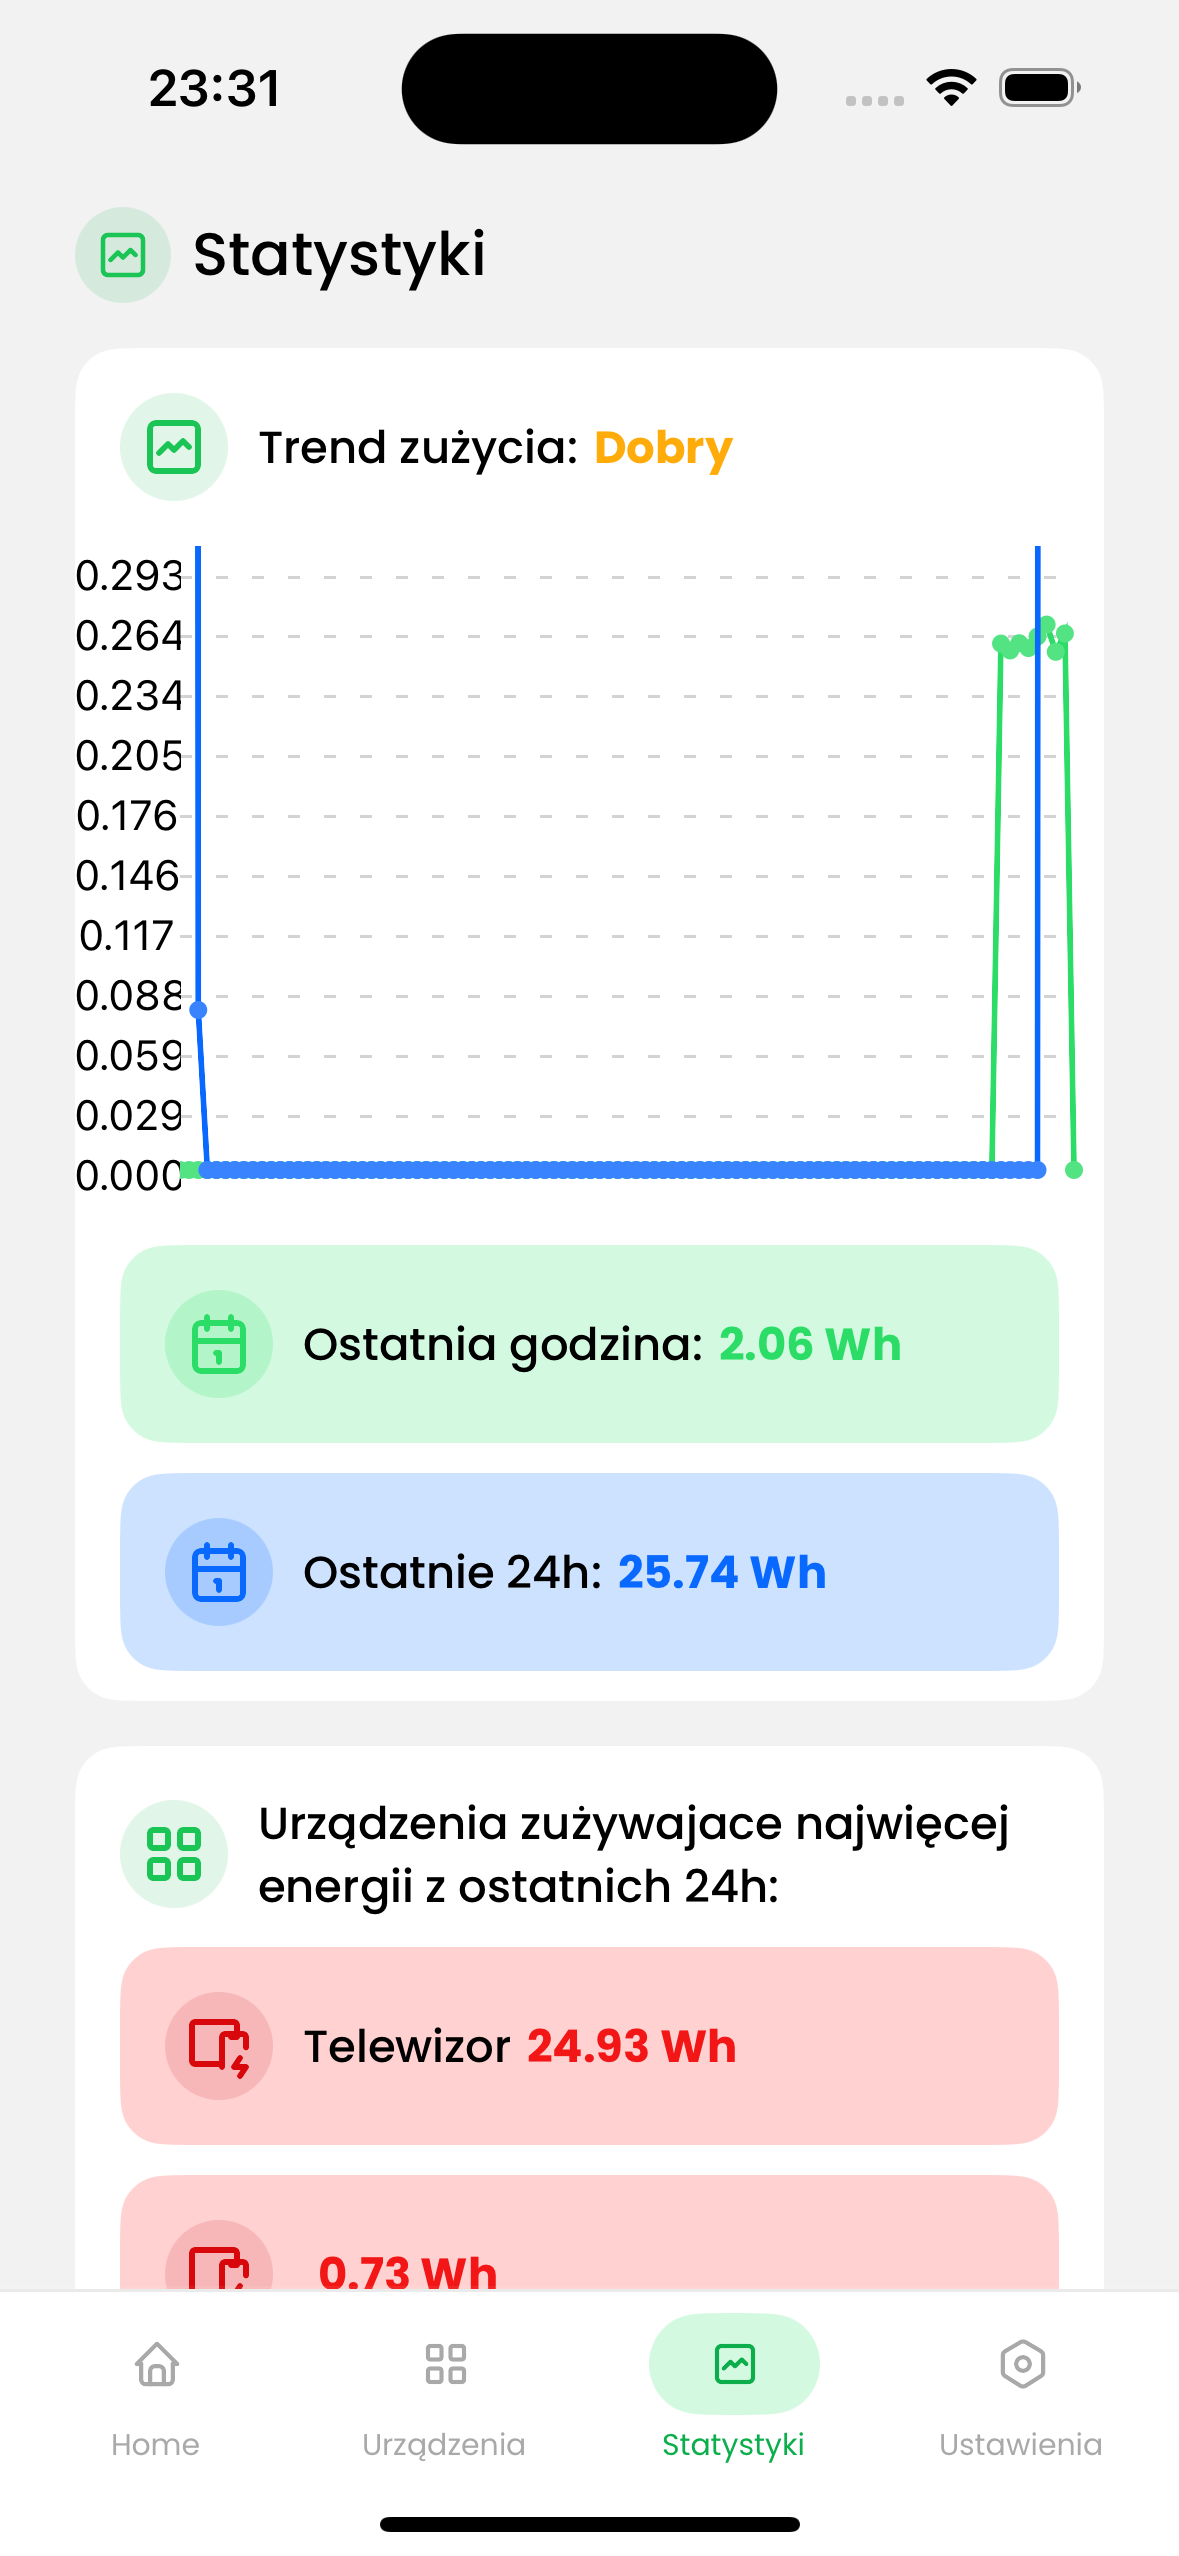 23:31
Statystyki
Trend zużycia: Dobry
0.293
0.264
0.234
0.205
0.176
0.146
0.117
0.088
0.059
0.029
0.000
Ostatnia godzina: 2.06 Wh
Ostatnie 24h: 25.74 Wh
Urządzenia zużywajace najwięcej
energii z ostatnich 24h:
Telewizor 24.93 Wh
0.73 Wh
Home
Urządzenia
Statystyki
Ustawienia